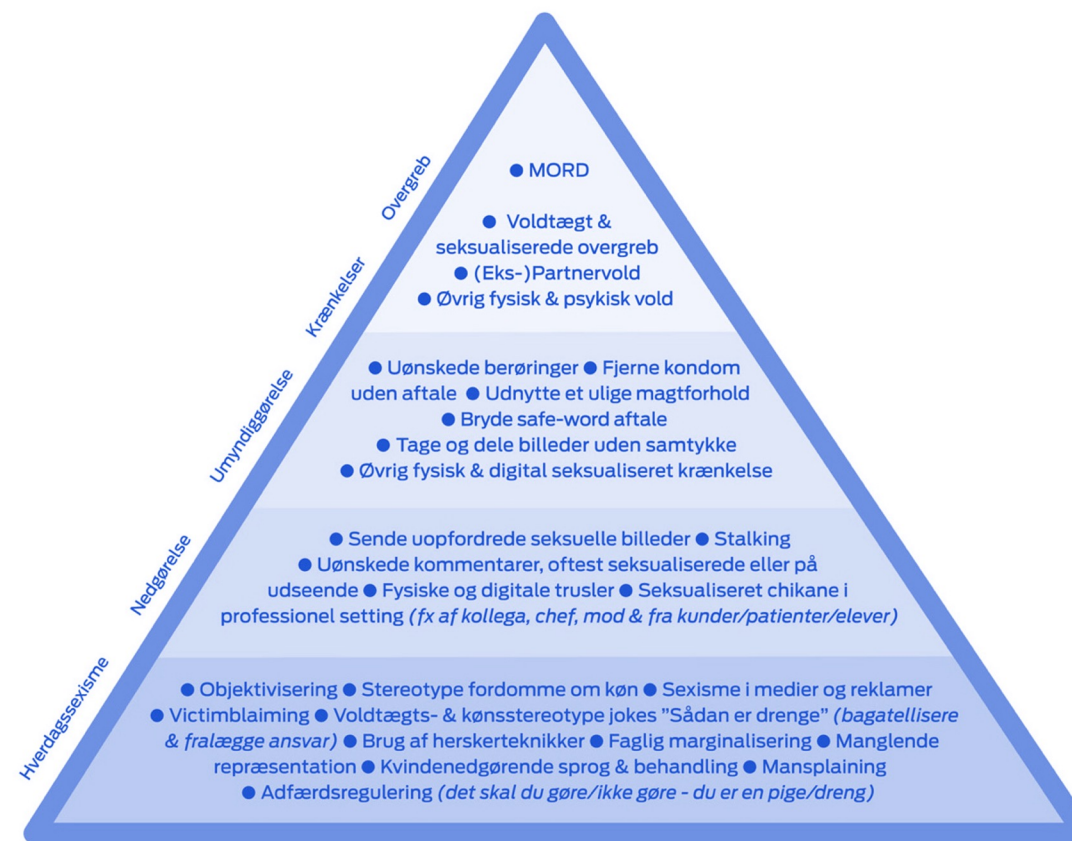 Overgreb
Krænkelser
Umyndiggørelse
Nedgørelse
Hverdagssexisme
● MORD
● Voldtægt &
seksualiserede overgreb
● (Eks-)Partnervold
● Øvrig fysisk & psykisk vold
● Uønskede berøringer ● Fjerne kondom
uden aftale ● Udnytte et ulige magtforhold
● Bryde safe-word aftale
● Tage og dele billeder uden samtykke
● Øvrig fysisk & digital seksualiseret krænkelse
● Sende uopfordrede seksuelle billeder ● Stalking
● Uønskede kommentarer, oftest seksualiserede eller på
udseende ● Fysiske og digitale trusler ● Seksualiseret chikane i
professionel setting (fx af kollega, chef, mod & fra kunder/patienter/elever)
● Objektivisering ● Stereotype fordomme om køn ● Sexisme i medier og reklamer
● Victimblaiming ● Voldtægts- & kønsstereotype jokes ”Sådan er drenge” (bagatellisere
& fralægge ansvar) ● Brug af herskerteknikker ● Faglig marginalisering ● Manglende
repræsentation ● Kvindenedgørende sprog & behandling ● Mansplaining
● Adfærdsregulering (det skal du gøre/ikke gøre - du er en pige/dreng)